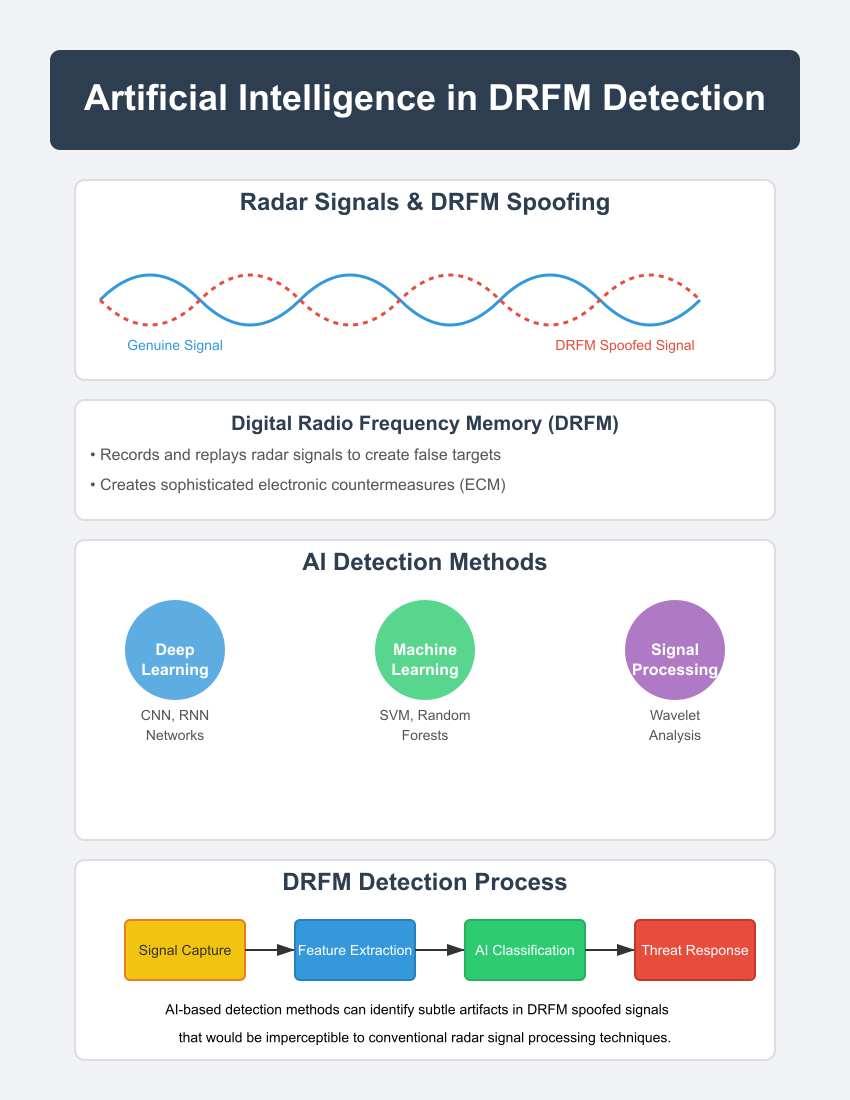 Artificial Intelligence in DRFM Detection
Radar Signals & DRFM Spoofing
Genuine Signal
DRFM Spoofed Signal
Digital Radio Frequency Memory (DRFM)
• Records and replays radar signals to create false targets
• Creates sophisticated electronic countermeasures (ECM)
AI Detection Methods
Deep
Learning
CNN, RNN
Networks
Machine
Learning
SVM, Random
Forests
Signal
Processing
Wavelet
Analysis
DRFM Detection Process
Signal Capture
Feature Extraction
AI Classification
Threat Response
AI-based detection methods can identify subtle artifacts in DRFM spoofed signals
that would be imperceptible to conventional radar signal processing techniques.